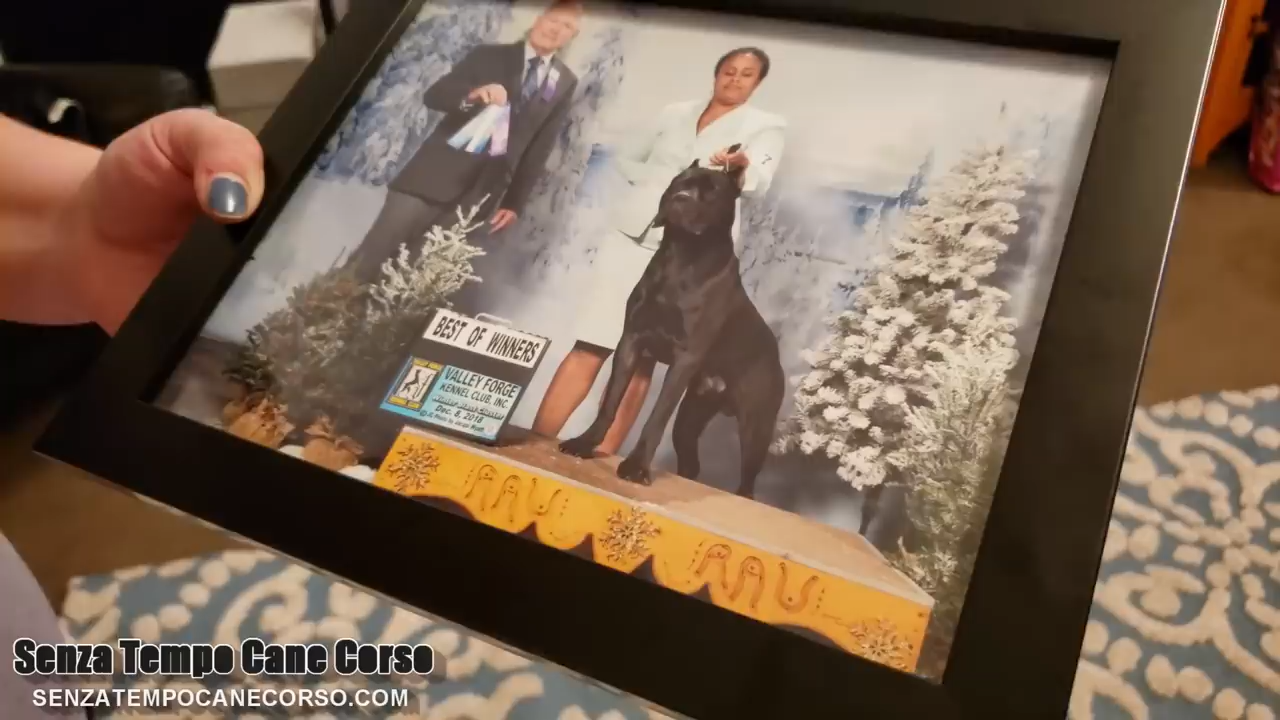 BEST OF WINNERS
VALLEY FORGE
KENNEL CLUB, INC.
Dec. 8, 2018
Senza Tempo Cane Corso
SENZATEMPOCANECORSO.COM